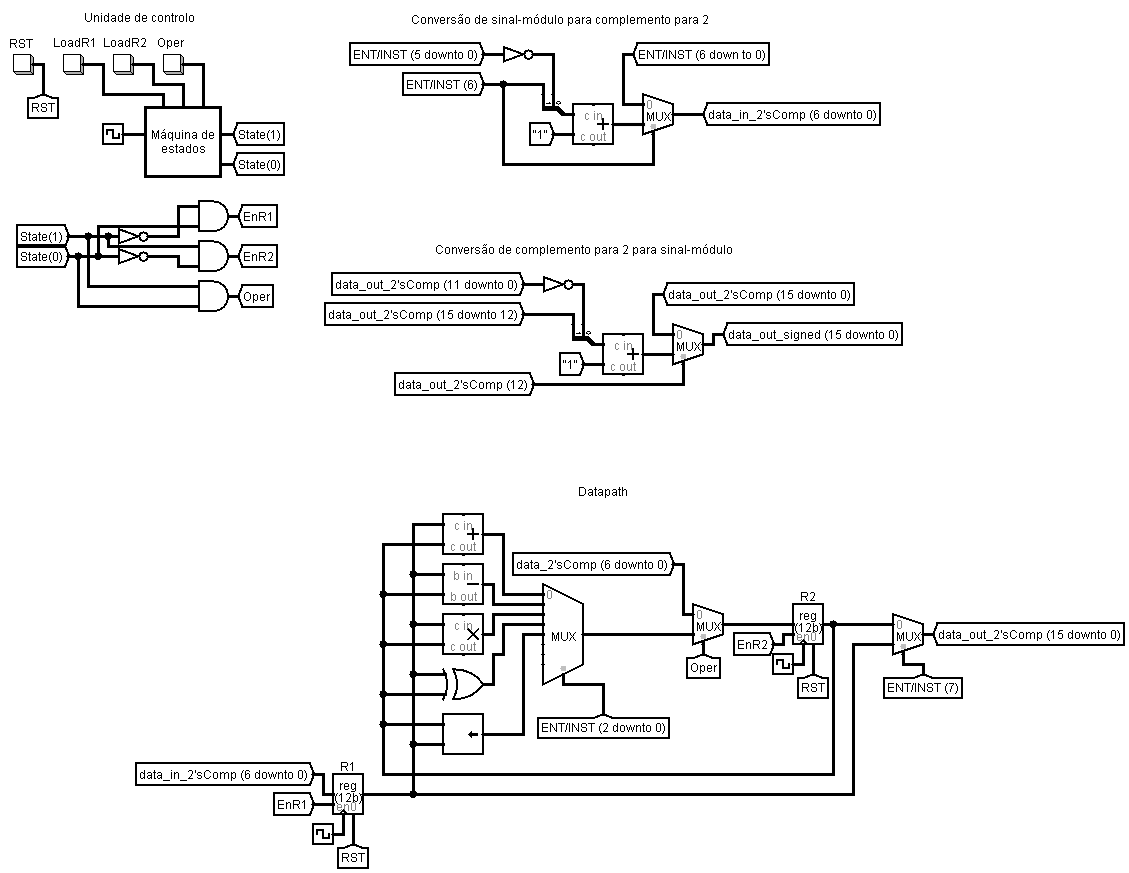 Unidade de controlo
RST
LoadR1
LoadR2
Oper
RST
Máquina de
estados
State(1)
State(0)
State(1)
State(0)
EnR1
EnR2
Oper
Conversão de sinal-módulo para complemento para 2
ENT/INST (5 downto 0)
ENT/INST (6)
"1"
c in
+
c out
ENT/INST (6 down to 0)
0
MUX
data_in_2'sComp (6 downto 0)
Conversão de complemento para 2 para sinal-módulo
data_out_2'sComp (11 downto 0)
data_out_2'sComp (15 downto 12)
"1"
c in
+
c out
data_out_2'sComp (15 downto 0)
0
MUX
data_out_signed (15 downto 0)
data_out_2'sComp (12)
Datapath
c in
+
c out
b in
−
b out
c in
×
c out
0
MUX
ENT/INST (2 downto 0)
data_2'sComp (6 downto 0)
0
MUX
Oper
R2
reg
(12b)
en0
EnR2
RST
0
MUX
ENT/INST (7)
data_out_2'sComp (15 downto 0)
data_in_2'sComp (6 downto 0)
R1
reg
(12b)
en0
EnR1
RST